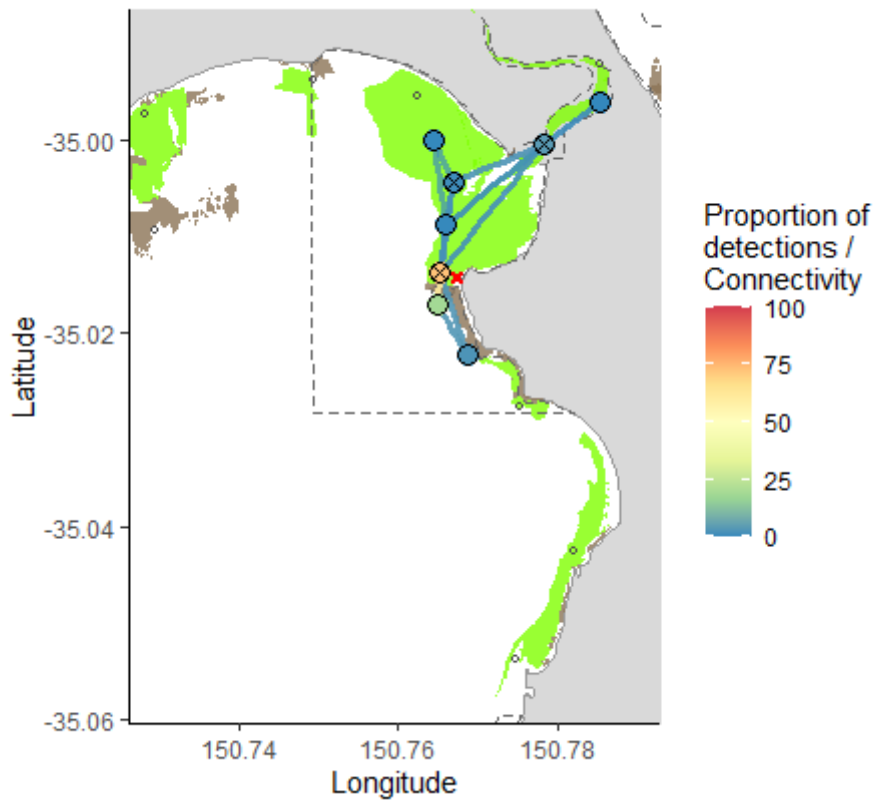 -35.00
-35.02
-35.04
-35.06
Latitude
150.74
150.76
150.78
Longitude
Proportion of
detections /
Connectivity
100
75
50
25
0